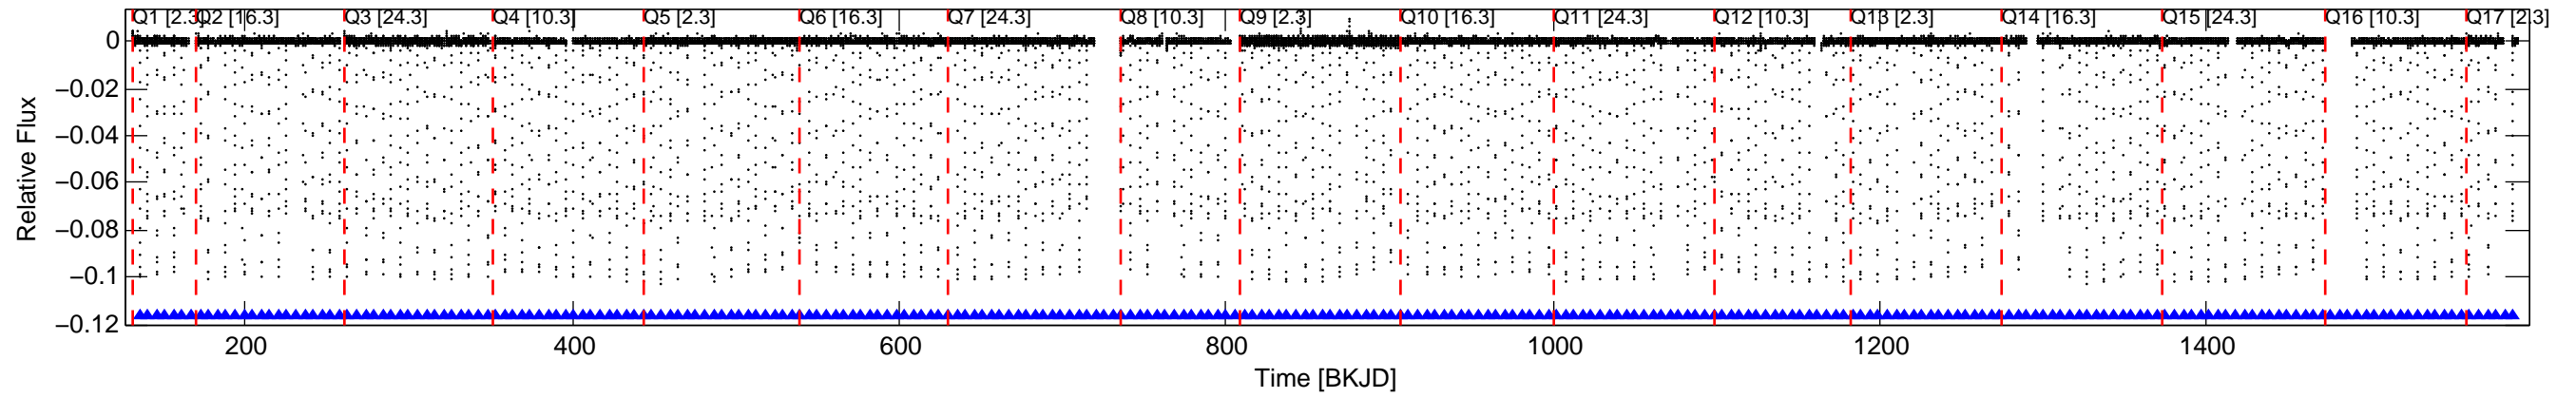 Q1 [2.3] Q2 [16.3] Q3 [24.3] Q4 [10.3] Q5 [2.3] Q6 [16.3] Q7 [24.3] Q8 [10.3] Q9 [2.3] Q10 [16.3] Q11 [24.3] Q12 [10.3] Q13 [2.3] Q14 [16.3] Q15 [24.3] Q16 [10.3] Q17 [2.3]
0
−0.02
−0.04
−0.06
−0.08
−0.1
−0.12
Relative Flux
200 400 600 800 1000 1200 1400
Time [BKJD]